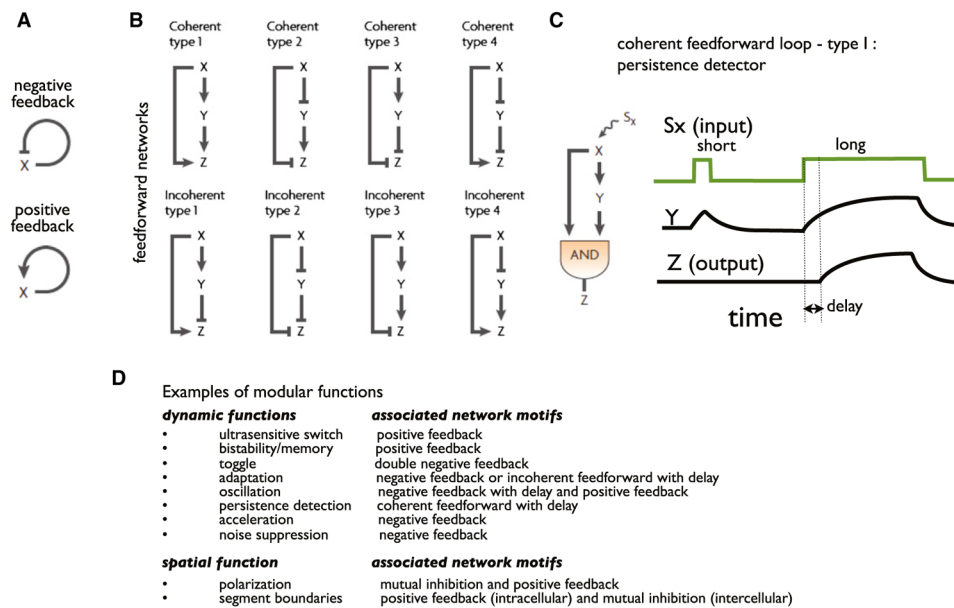 A
negative
feedback
X
positive
feedback
X
B
feedforward networks
Coherent
type 1
X
Y
Z
Coherent
type 2
X
Y
Z
Coherent
type 3
X
Y
Z
Coherent
type 4
X
Y
Z
Incoherent
type 1
X
Y
Z
Incoherent
type 2
X
Y
Z
Incoherent
type 3
X
Y
Z
Incoherent
type 4
X
Y
Z
C
coherent feedforward loop - type I :
persistence detector
Sx
X
Y
AND
Z
Sx (input)
short
long
Y
Z (output)
time
delay
D
Examples of modular functions
dynamic functions associated network motifs
• ultrasensitive switch positive feedback
• bistability/memory positive feedback
• toggle double negative feedback
• adaptation negative feedback or incoherent feedforward with delay
• oscillation negative feedback with delay and positive feedback
• persistence detection coherent feedforward with delay
• acceleration negative feedback
• noise suppression negative feedback
spatial function associated network motifs
• polarization mutual inhibition and positive feedback
• segment boundaries positive feedback (intracellular) and mutual inhibition (intercellular)